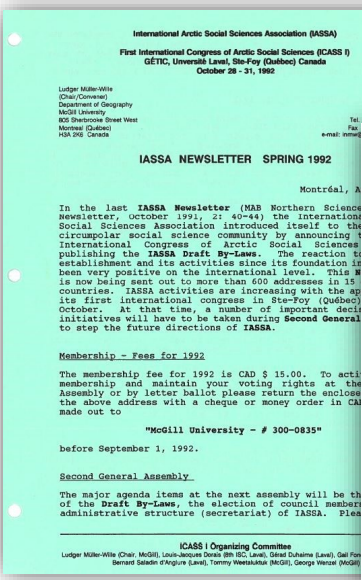 International Arctic Social Sciences Association (IASSA)
First International Congress of Arctic Social Sciences (ICASS I)
GÉTIC, Université Laval, Ste-Foy (Québec) Canada
October 28 - 31, 1992
Ludger Müller-Wille
(Chair/Convener)
Department of Geography
McGill University
805 Sherbrooke Street West
Montreal (Québec)
H3A 2K6 Canada
Tel.
Fax
e-mail: inmw@
IASSA NEWSLETTER SPRING 1992
Montréal, A
In the last IASSA Newsletter (MAB Northern Science
Newsletter, October 1991, 2: 40-44) the Internationa
Social Sciences Association introduced itself to the
circumpolar social science community by announcing t
International Congress of Arctic Social Sciences
publishing the IASSA Draft By-Laws. The reaction to
establishment and its activities since its foundation in
been very positive on the international level. This N
is now being sent out to more than 600 addresses in 15
countries. IASSA activities are increasing with the ap
its first international congress in Ste-Foy (Québec)
October. At that time, a number of important decis
initiatives will have to be taken during Second General
to step the future directions of IASSA.
Membership - Fees for 1992
The membership fee for 1992 is CAD $ 15.00. To acti
membership and maintain your voting rights at the
Assembly or by letter ballot please return the enclose
the above address with a cheque or money order in CAD
made out to
"McGill University - # 300-0835"
before September 1, 1992.
Second General Assembly
The major agenda items at the next assembly will be th
of the Draft By-Laws, the election of council member
administrative structure (secretariat) of IASSA. Plea
ICASS I Organizing Committee
Ludger Müller-Wille (Chair, McGill), Louis-Jacques Dorais (8th ISC, Laval), Gérad Duhaime (Laval), Gail Fon
Bernard Saladin d'Anglure (Laval), Tommy Weetaluktuk (McGill), George Wenzel (McGill)